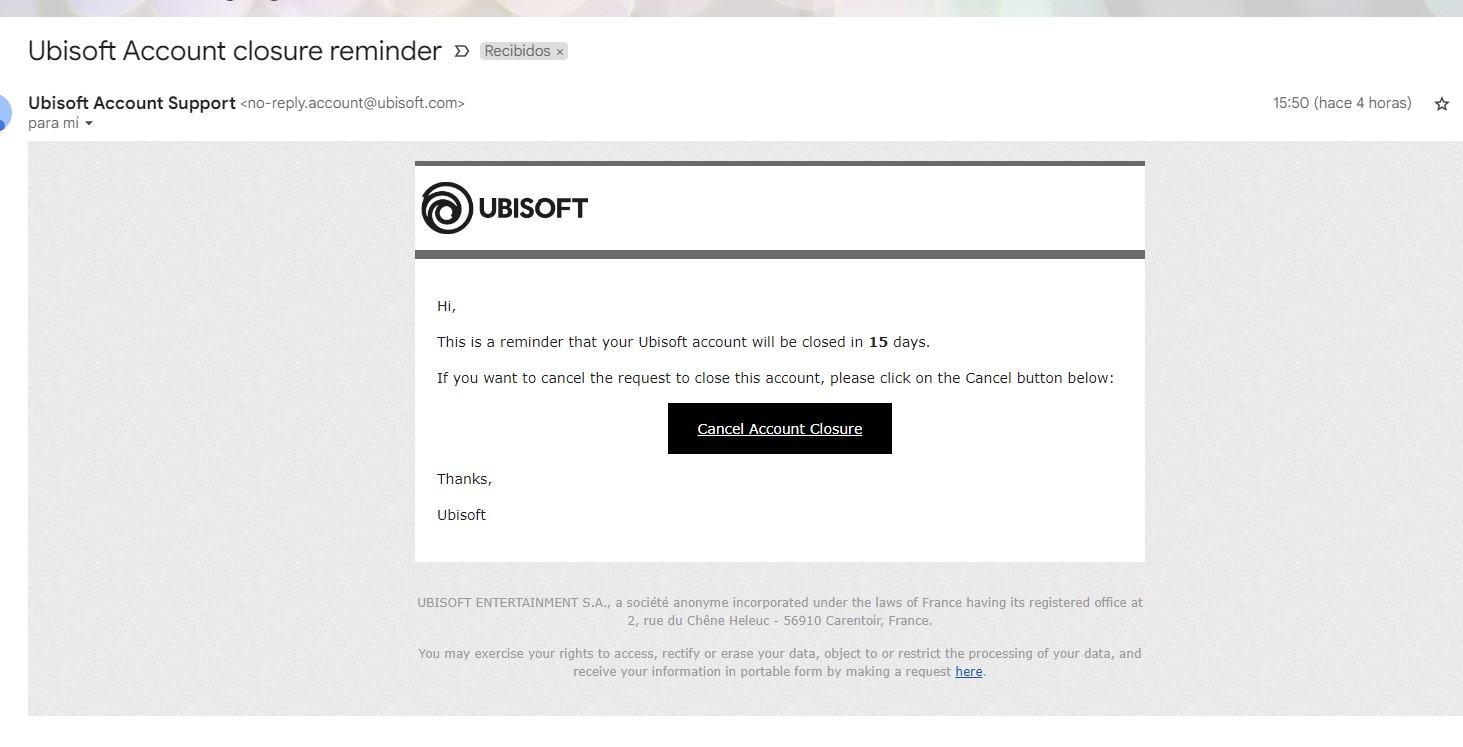 Ubisoft Account closure reminder Recibidos ×
Ubisoft Account Support <no-reply.account@ubisoft.com> 15:50 (hace 4 horas)
para mí
UBISOFT
Hi,
This is a reminder that your Ubisoft account will be closed in 15 days.
If you want to cancel the request to close this account, please click on the Cancel button below:
Cancel Account Closure
Thanks,
Ubisoft
UBISOFT ENTERTAINMENT S.A., a société anonyme incorporated under the laws of France having its registered office at
2, rue du Chêne Heleuc - 56910 Carentoir, France.
You may exercise your rights to access, rectify or erase your data, object to or restrict the processing of your data, and
receive your information in portable form by making a request here.